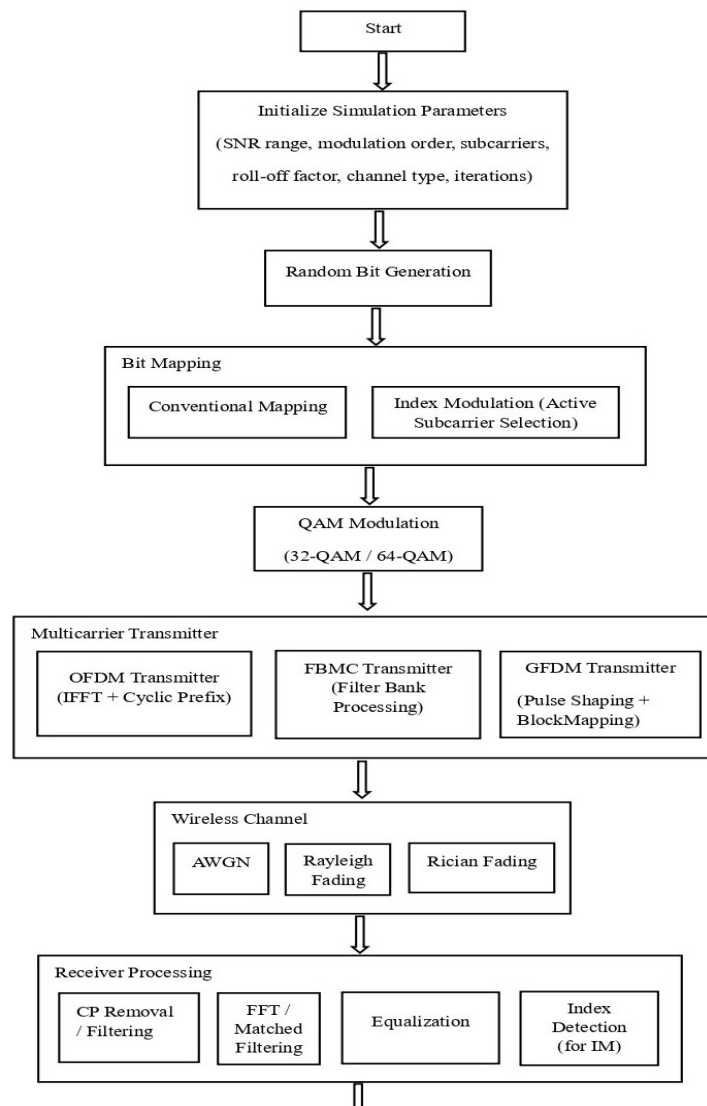 Start
Initialize Simulation Parameters
(SNR range, modulation order, subcarriers,
roll-off factor, channel type, iterations)
Random Bit Generation
Bit Mapping
Conventional Mapping
Index Modulation (Active
Subcarrier Selection)
QAM Modulation
(32-QAM / 64-QAM)
Multicarrier Transmitter
OFDM Transmitter
(IFFT + Cyclic Prefix)
FBMC Transmitter
(Filter Bank
Processing)
GFDM Transmitter
(Pulse Shaping +
BlockMapping)
Wireless Channel
AWGN
Rayleigh
Fading
Rician Fading
Receiver Processing
CP Removal
/ Filtering
FFT /
Matched
Filtering
Equalization
Index
Detection
(for IM)